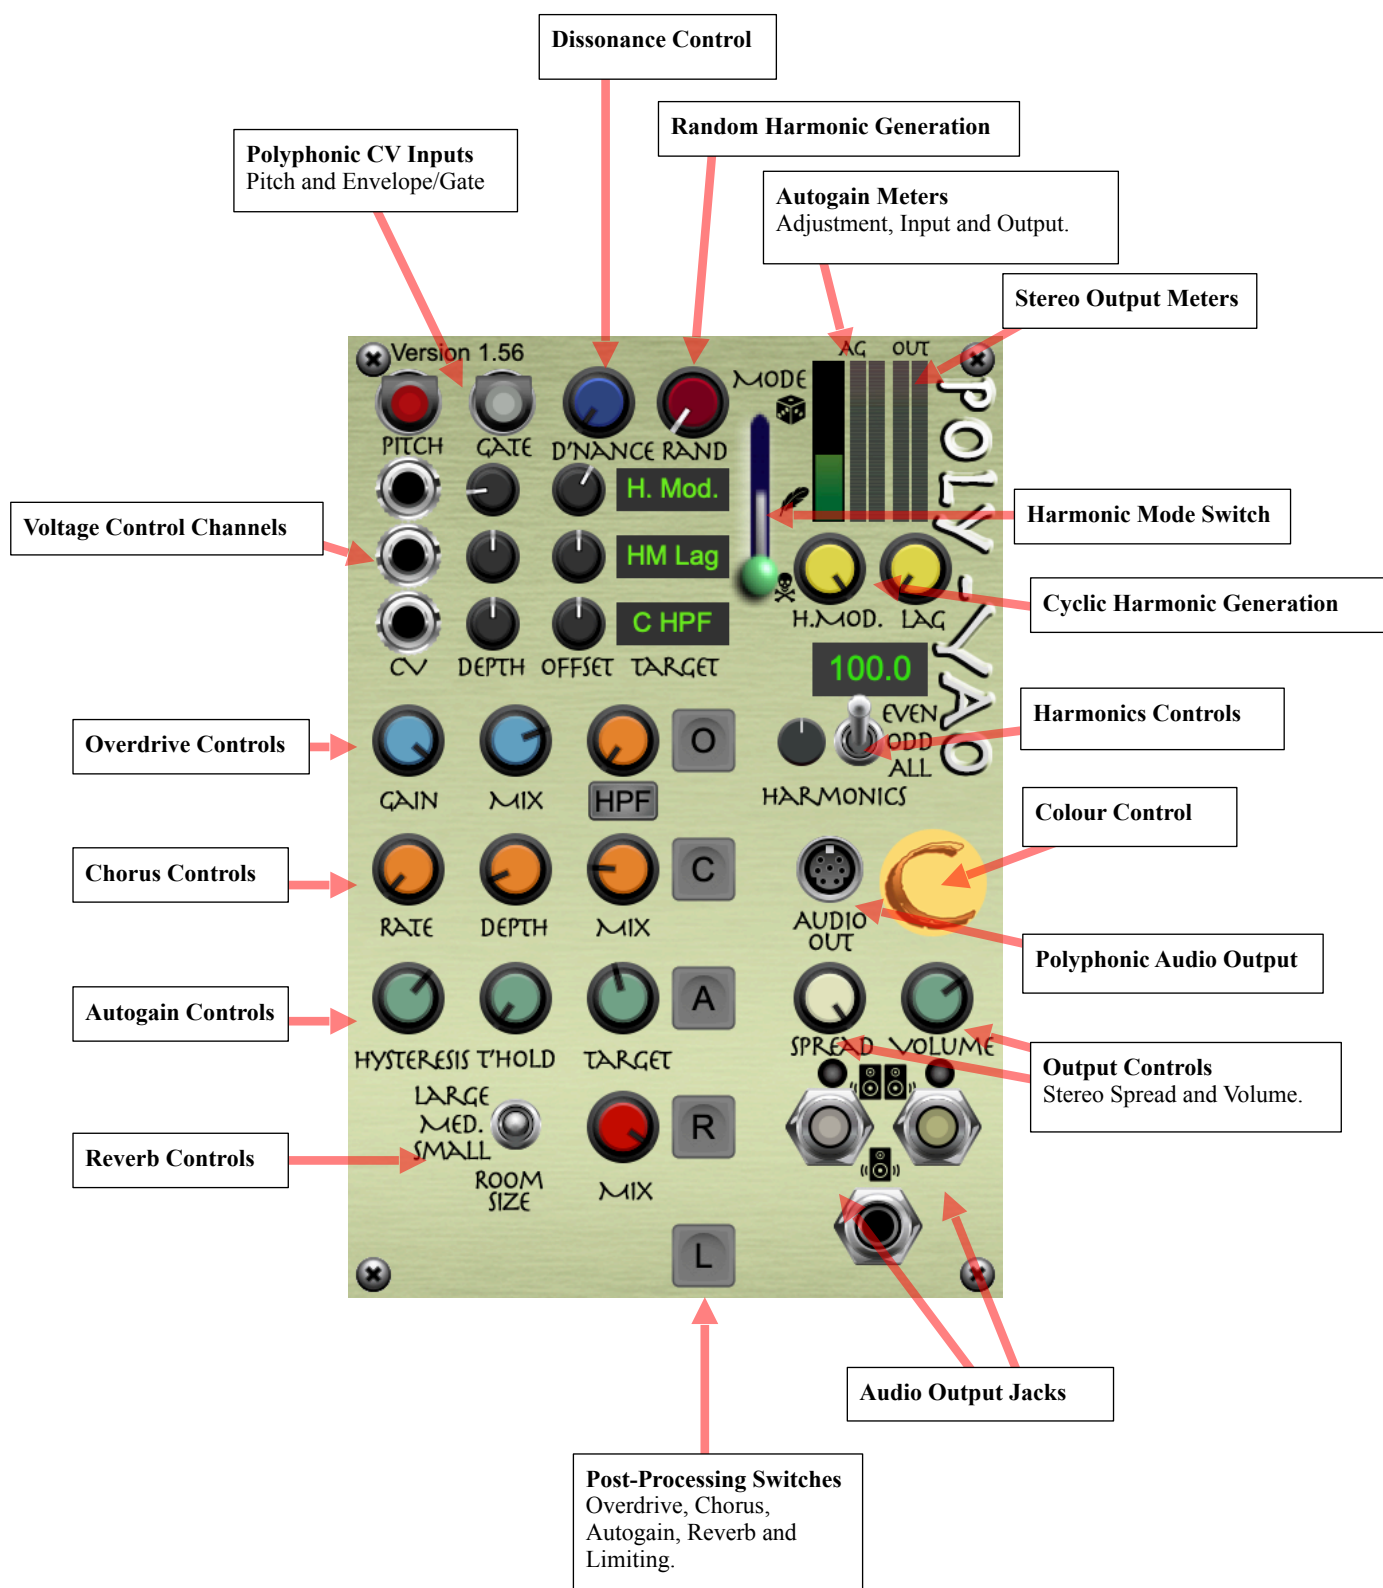 Dissonance Control
Random Harmonic Generation
Polyphonic CV Inputs
Pitch and Envelope/Gate
Autogain Meters
Adjustment, Input and Output.
Stereo Output Meters
Version 1.56
AG OUT
MODE
PITCH GATE D'NANCE RAND
POLY-YAO
H. Mod.
Voltage Control Channels
Harmonic Mode Switch
HM Lag
Cyclic Harmonic Generation
C HPF
H.MOD. LAG
CV DEPTH OFFSET TARGET
100.0
Overdrive Controls
O
EVEN
ODD
ALL
Harmonics Controls
GAIN MIX HPF
HARMONICS
Colour Control
Chorus Controls
C
C
RATE DEPTH MIX
AUDIO
OUT
Polyphonic Audio Output
Autogain Controls
A
HYSTERESIS T'HOLD TARGET
SPREAD VOLUME
Output Controls
Stereo Spread and Volume.
LARGE
MED.
SMALL
Reverb Controls
R
ROOM
SIZE
MIX
L
Audio Output Jacks
Post-Processing Switches
Overdrive, Chorus,
Autogain, Reverb and
Limiting.